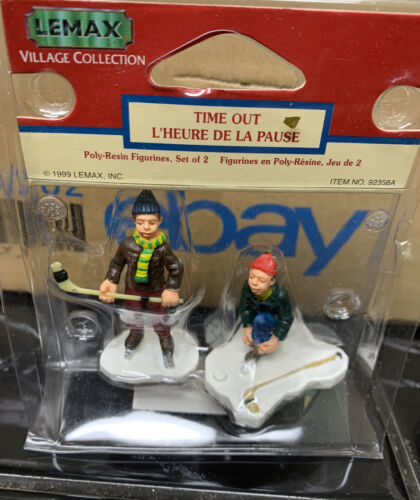 LEMAX
VILLAGE COLLECTION
TIME OUT
L'HEURE DE LA PAUSE
Poly-Resin Figurines, Set of 2 Figurines en Poly-Résine, Jeu de 2
© 1999 LEMAX, INC. ITEM NO. 92358A
ebay